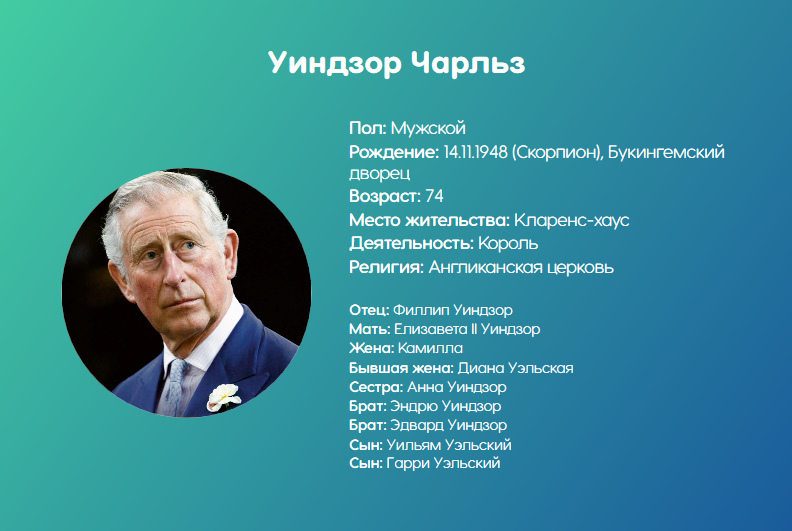 Уиндзор Чарльз
Пол: Мужской
Рождение: 14.11.1948 (Скорпион), Букингемский
дворец
Возраст: 74
Место жительства: Кларенс-хаус
Деятельность: Король
Религия: Англиканская церковь
Отец: Филлип Уиндзор
Мать: Елизавета II Уиндзор
Жена: Камилла
Бывшая жена: Диана Уэльская
Сестра: Анна Уиндзор
Брат: Эндрю Уиндзор
Брат: Эдвард Уиндзор
Сын: Уильям Уэльский
Сын: Гарри Уэльский